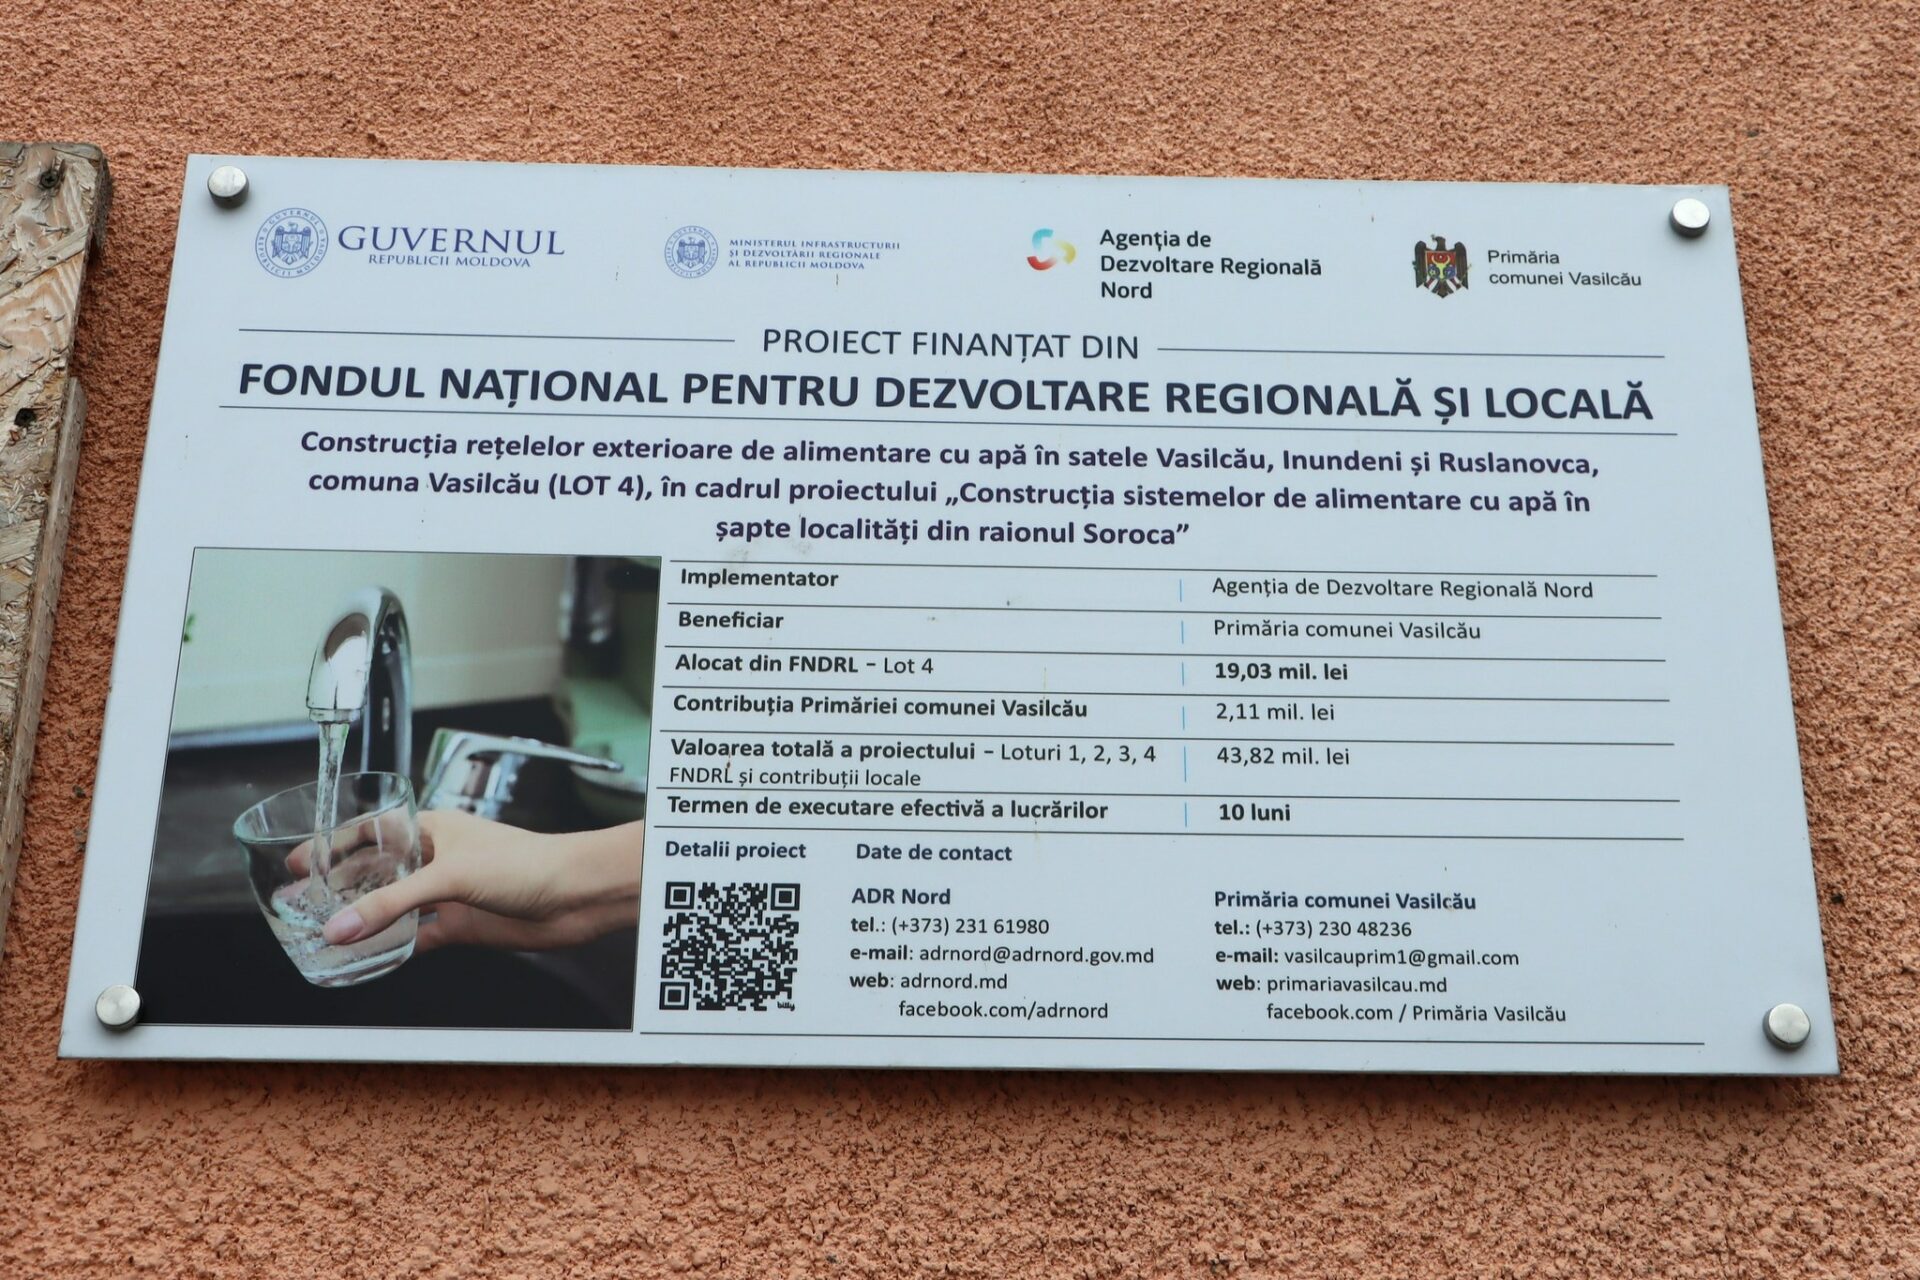 GUVERNUL
REPUBLICII MOLDOVA
MINISTERUL INFRASTRUCTURII
ȘI DEZVOLTĂRII REGIONALE
AL REPUBLICII MOLDOVA
Agenția de
Dezvoltare Regională
Nord
Primăria
comunei Vasilcău
PROIECT FINANȚAT DIN
FONDUL NAȚIONAL PENTRU DEZVOLTARE REGIONALĂ ȘI LOCALĂ
Construcția rețelelor exterioare de alimentare cu apă în satele Vasilcău, Inundeni și Ruslanovca,
comuna Vasilcău (LOT 4), în cadrul proiectului „Construcția sistemelor de alimentare cu apă în
șapte localități din raionul Soroca”
Implementator | Agenția de Dezvoltare Regională Nord
Beneficiar | Primăria comunei Vasilcău
Alocat din FNDRL – Lot 4 | 19,03 mil. lei
Contribuția Primăriei comunei Vasilcău | 2,11 mil. lei
Valoarea totală a proiectului – Loturi 1, 2, 3, 4 | 43,82 mil. lei
FNDRL și contribuții locale
Termen de executare efectivă a lucrărilor | 10 luni
Detalii proiect
Date de contact
ADR Nord
tel.: (+373) 231 61980
e-mail: adrnord@adrnord.gov.md
web: adrnord.md
facebook.com/adrnord
Primăria comunei Vasilcău
tel.: (+373) 230 48236
e-mail: vasilcauprim1@gmail.com
web: primariavasilcau.md
facebook.com / Primăria Vasilcău